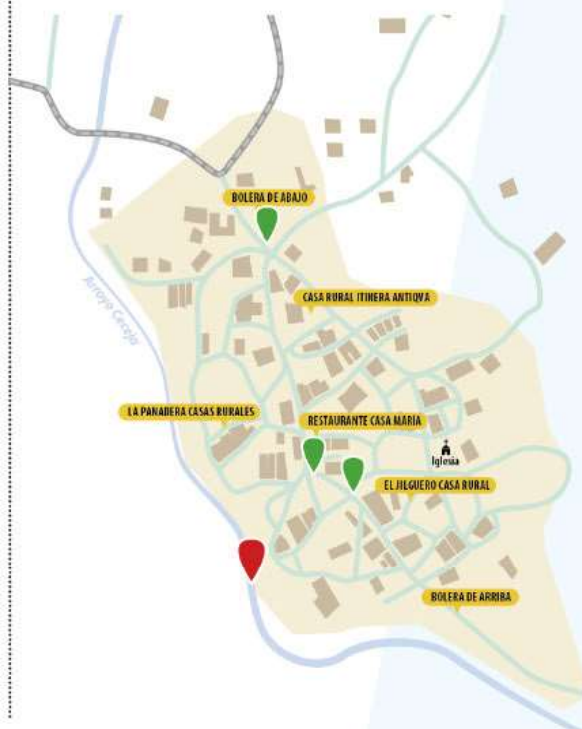 BOLERA DE ABAJO
Arroyo Cereja
CASA RURAL ITINERA ANTIQVA
LA PANADERA CASAS RURALES
RESTAURANTE CASA MARÍA
Iglesia
EL JILGUERO CASA RURAL
BOLERA DE ARRIBA